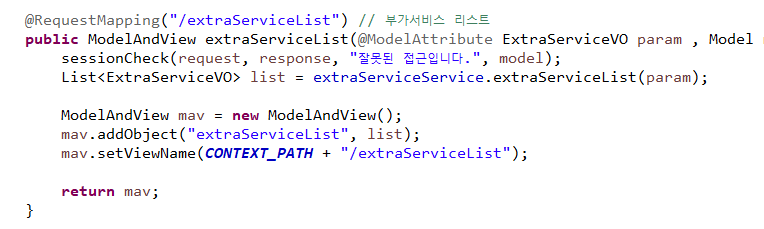 @RequestMapping("/extraServiceList") // 부가서비스 리스트
public ModelAndView extraServiceList(@ModelAttribute ExtraServiceVO param , Model
sessionCheck(request, response, "잘못된 접근입니다.", model);
List<ExtraServiceVO> list = extraServiceService.extraServiceList(param);
ModelAndView mav = new ModelAndView();
mav.addObject("extraServiceList", list);
mav.setViewName(CONTEXT_PATH + "/extraServiceList");
return mav;
}